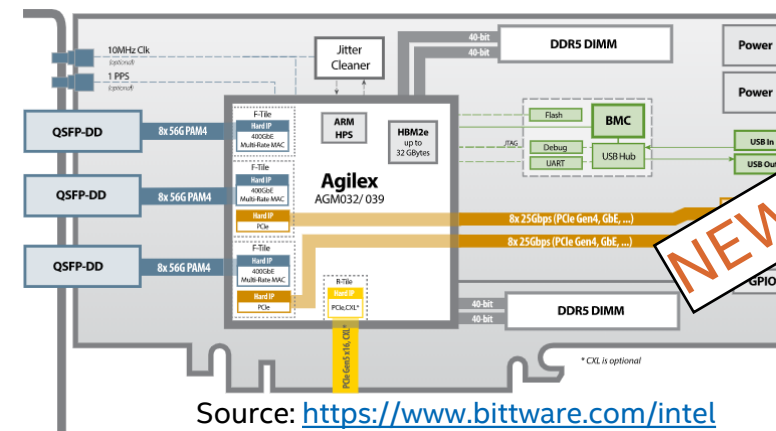 10MHz Clk
(optional)
1 PPS
(optional)
Jitter
Cleaner
40-bit
40-bit
DDR5 DIMM
Power
Power
QSFP-DD
8x 56G PAM4
F-Tile
Hard IP
400GbE
Multi-Rate MAC
ARM
HPS
HBM2e
up to
32 GBytes
Flash
BMC
JTAG
Debug
UART
USB Hub
USB In
USB Out
QSFP-DD
8x 56G PAM4
F-Tile
Hard IP
400GbE
Multi-Rate MAC
Hard IP
PCIe
Agilex
AGM032/ 039
8x 25Gbps (PCIe Gen4, GbE, ...)
8x 25Gbps (PCIe Gen4, GbE, ...)
NEW
GPIO
QSFP-DD
8x 56G PAM4
F-Tile
Hard IP
400GbE
Multi-Rate MAC
Hard IP
PCIe
R-Tile
Hard IP
PCIe,CXL*
PCIe Gen5 x16, CXL*
40-bit
40-bit
DDR5 DIMM
* CXL is optional
Source: https://www.bittware.com/intel